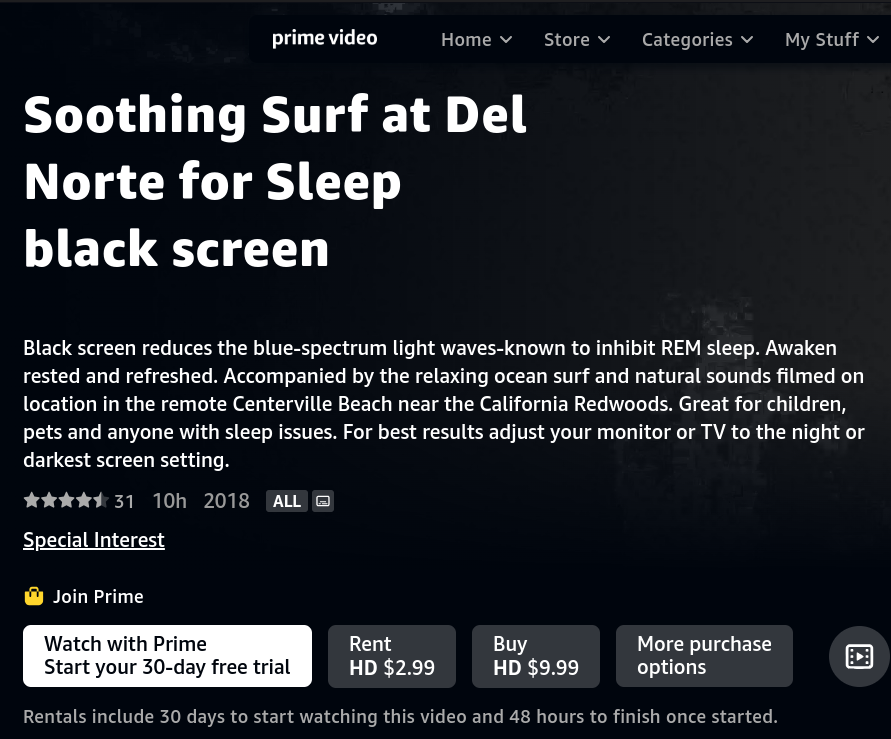 prime video
Home
Store
Categories
My Stuff
Soothing Surf at Del
Norte for Sleep
black screen
Black screen reduces the blue-spectrum light waves-known to inhibit REM sleep. Awaken
rested and refreshed. Accompanied by the relaxing ocean surf and natural sounds filmed on
location in the remote Centerville Beach near the California Redwoods. Great for children,
pets and anyone with sleep issues. For best results adjust your monitor or TV to the night or
darkest screen setting.
31 10h 2018 ALL
Special Interest
Join Prime
Watch with Prime
Start your 30-day free trial
Rent
HD $2.99
Buy
HD $9.99
More purchase
options
Rentals include 30 days to start watching this video and 48 hours to finish once started.